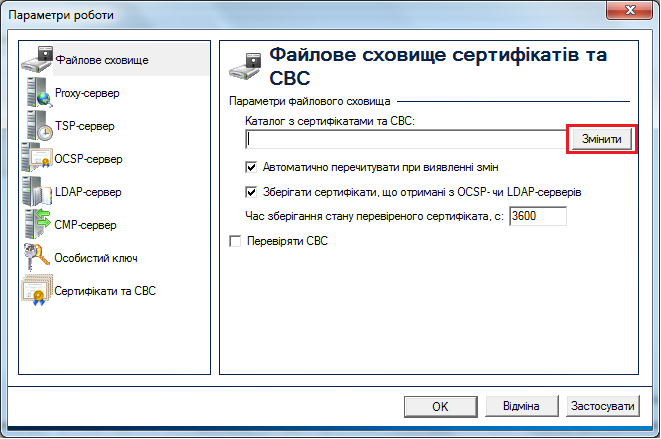 Параметри роботи
Файлове сховище
Proxy-сервер
TSP-сервер
OCSP-сервер
LDAP-сервер
CMP-сервер
Особистий ключ
Сертифікати та СВС
Файлове сховище сертифікатів та
СВС
Параметри файлового сховища
Каталог з сертифікатами та СВС:
Змінити
Автоматично перечитувати при виявленні змін
Зберігати сертифікати, що отримані з OCSP- чи LDAP-серверів
Час зберігання стану перевіреного сертифіката, с: 3600
Перевіряти СВС
OK Відміна Застосувати